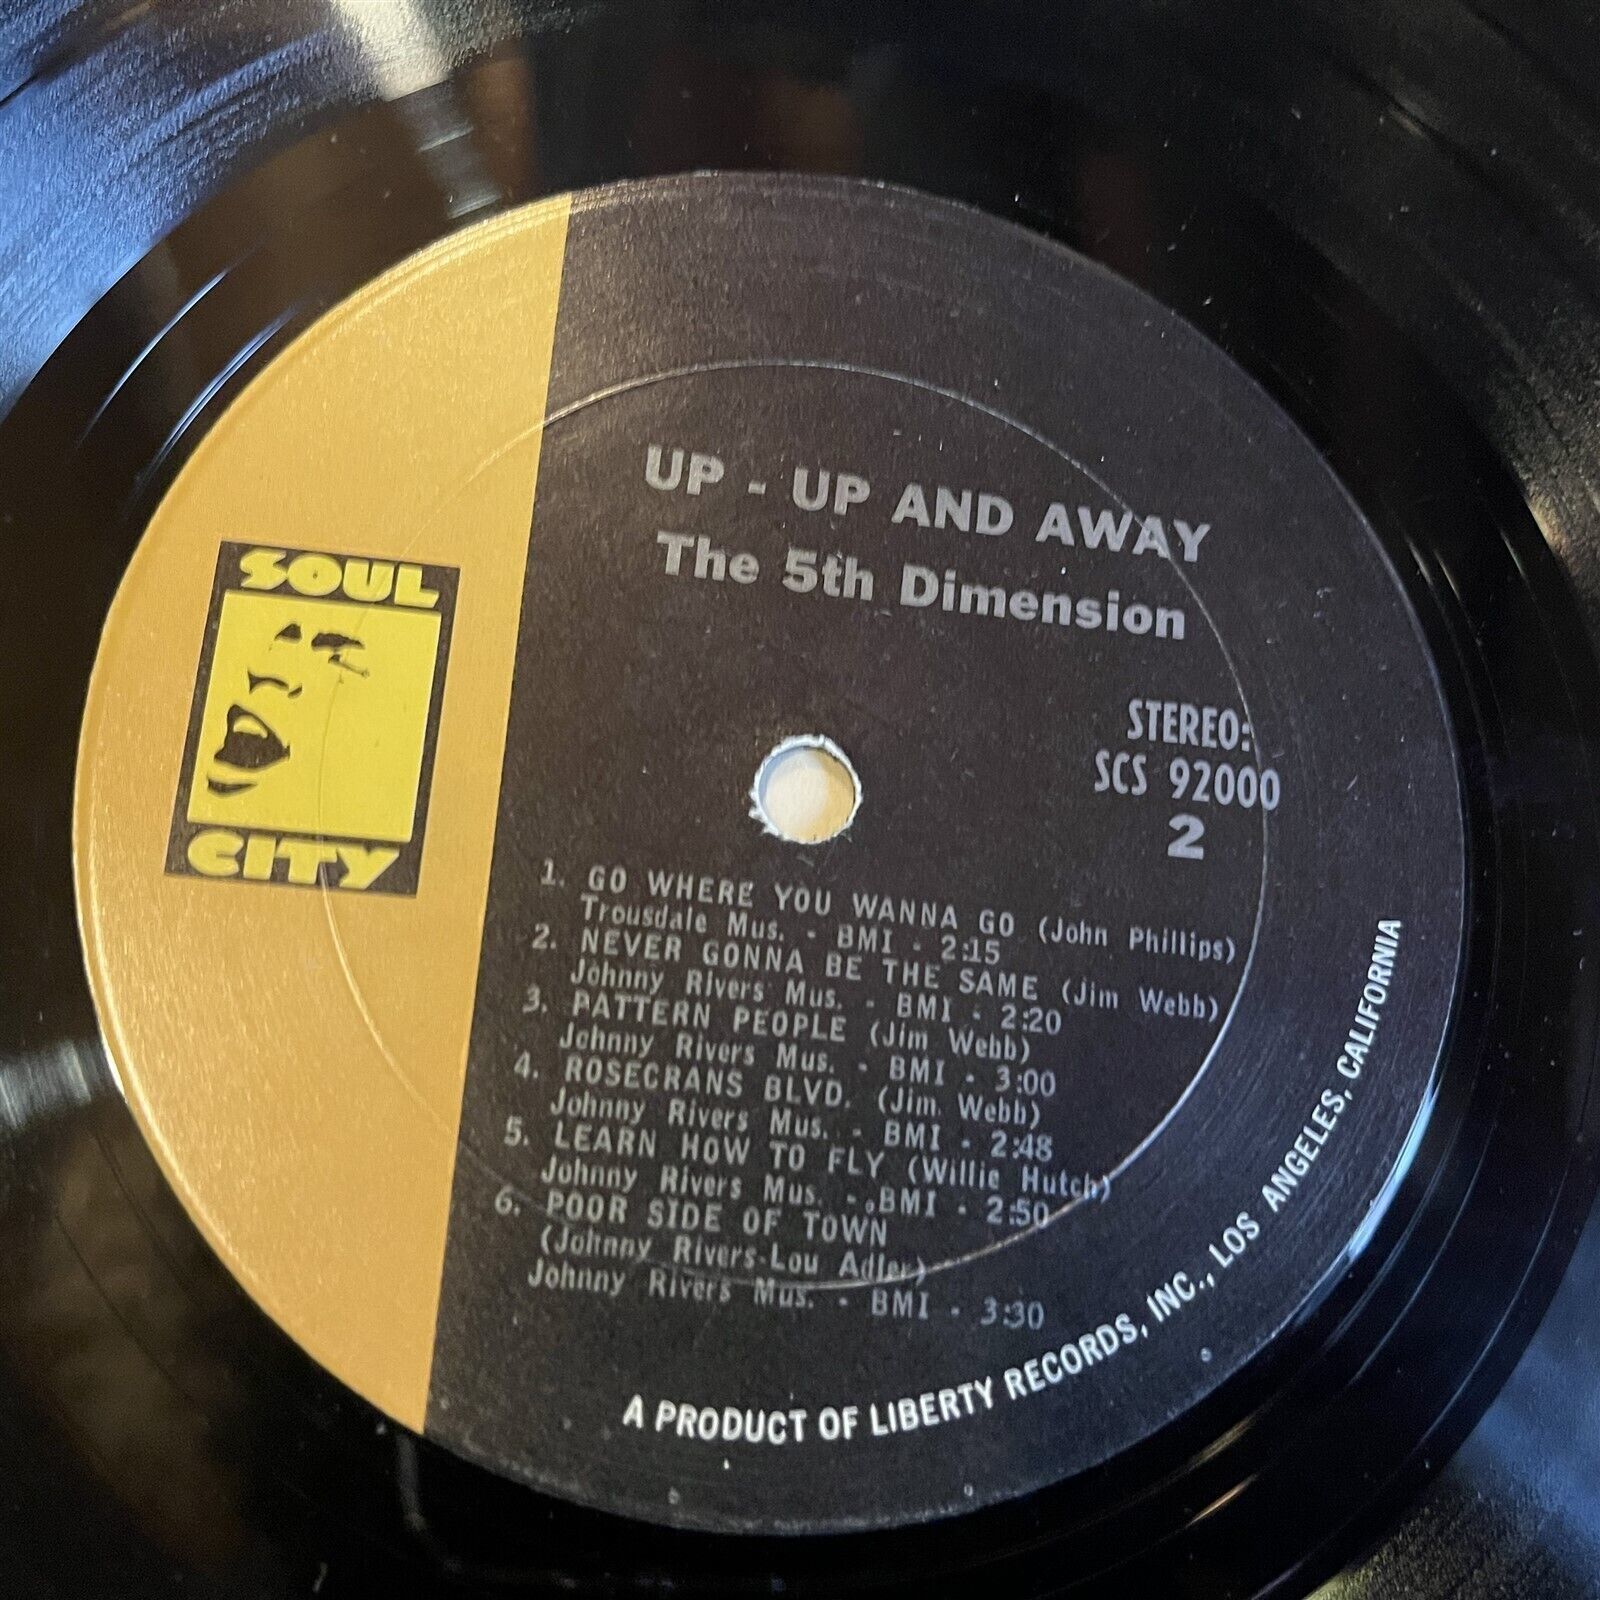 UP - UP AND AWAY
The 5th Dimension
SOUL
CITY
STEREO:
SCS 92000
2
1. GO WHERE YOU WANNA GO (John Phillips)
Trousdale Mus. - BMI - 2:15
2. NEVER GONNA BE THE SAME (Jim Webb)
Johnny Rivers Mus. - BMI - 2:20
3. PATTERN PEOPLE (Jim Webb)
Johnny Rivers Mus. - BMI - 3:00
4. ROSECRANS BLVD. (Jim Webb)
Johnny Rivers Mus. - BMI - 2:48
5. LEARN HOW TO FLY (Willie Hutch)
Johnny Rivers Mus. - BMI - 2:50
6. POOR SIDE OF TOWN
(Johnny Rivers-Lou Adler)
Johnny Rivers Mus. - BMI - 3:30
A PRODUCT OF LIBERTY RECORDS, INC., LOS ANGELES, CALIFORNIA